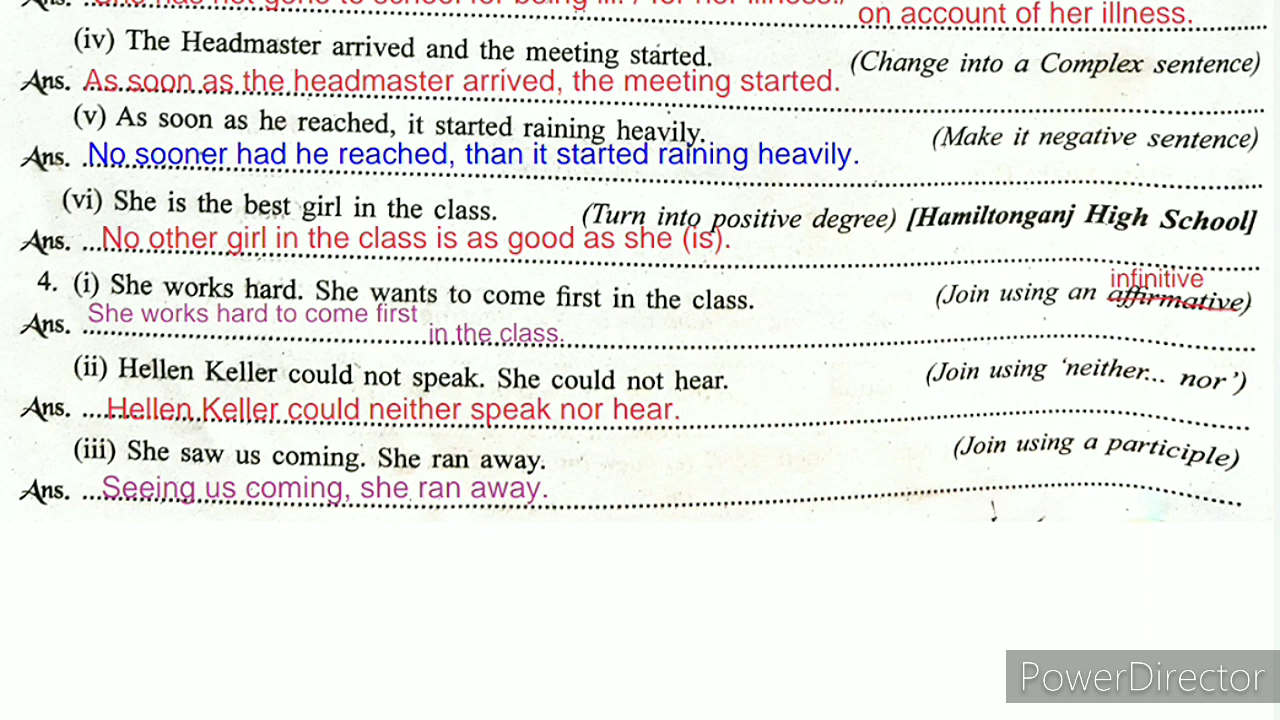 on account of her illness.
(iv) The Headmaster arrived and the meeting started. (Change into a Complex sentence)
Ans. As soon as the headmaster arrived, the meeting started.
(v) As soon as he reached, it started raining heavily. (Make it negative sentence)
Ans. No sooner had he reached, than it started raining heavily.
(vi) She is the best girl in the class. (Turn into positive degree) [Hamiltonganj High School]
Ans. No other girl in the class is as good as she (is).
infinitive
4. (i) She works hard. She wants to come first in the class. (Join using an affirmative)
Ans. She works hard to come first
in the class.
(ii) Hellen Keller could not speak. She could not hear. (Join using ‘neither... nor’)
Ans. Hellen Keller could neither speak nor hear.
(iii) She saw us coming. She ran away. (Join using a participle)
Ans. Seeing us coming, she ran away.
PowerDirector